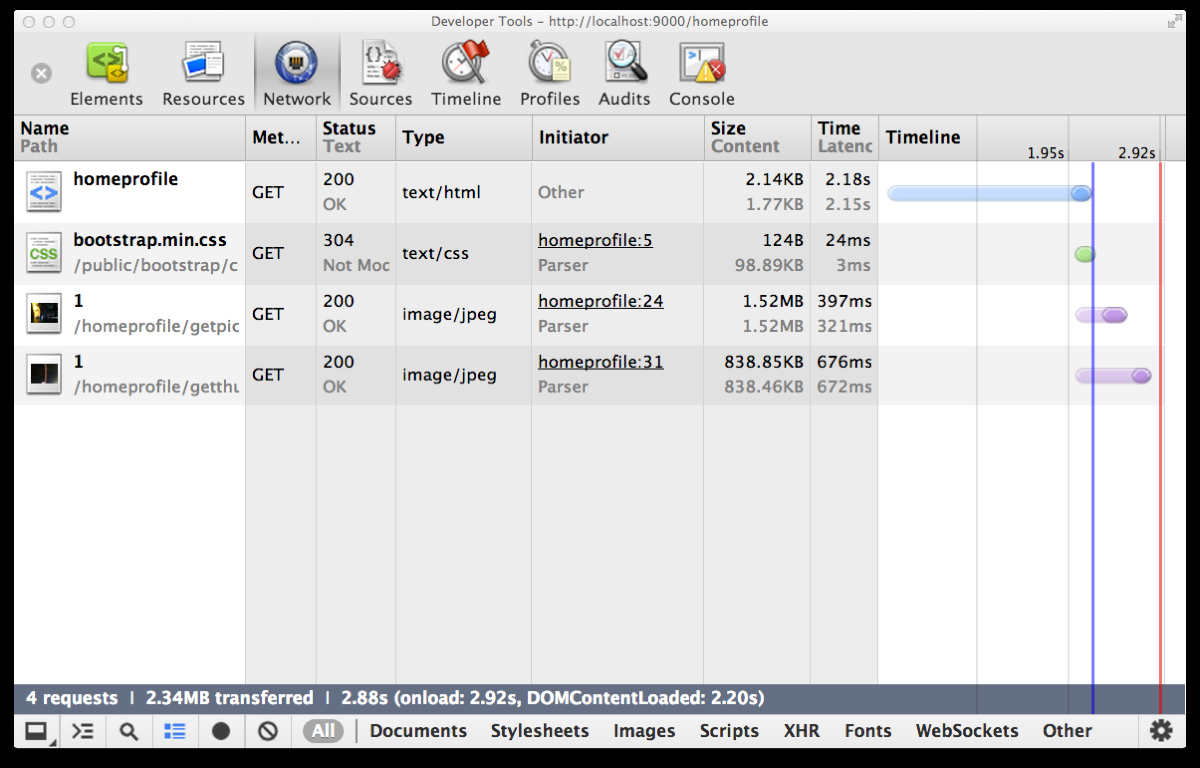 Developer Tools - http://localhost:9000/homeprofile
Elements Resources Network Sources Timeline Profiles Audits Console
Name Met... Status Type Initiator Size Time Timeline
Path Text Content Latenc 1.95s 2.92s
homeprofile GET 200 text/html Other 2.14KB 2.18s
OK 1.77KB 2.15s
bootstrap.min.css GET 304 text/css homeprofile:5 124B 24ms
/public/bootstrap/c Not Moc Parser 98.89KB 3ms
1 GET 200 image/jpeg homeprofile:24 1.52MB 397ms
/homeprofile/getpic OK Parser 1.52MB 321ms
1 GET 200 image/jpeg homeprofile:31 838.85KB 676ms
/homeprofile/getthu OK Parser 838.46KB 672ms
4 requests | 2.34MB transferred | 2.88s (onload: 2.92s, DOMContentLoaded: 2.20s)
All Documents Stylesheets Images Scripts XHR Fonts WebSockets Other